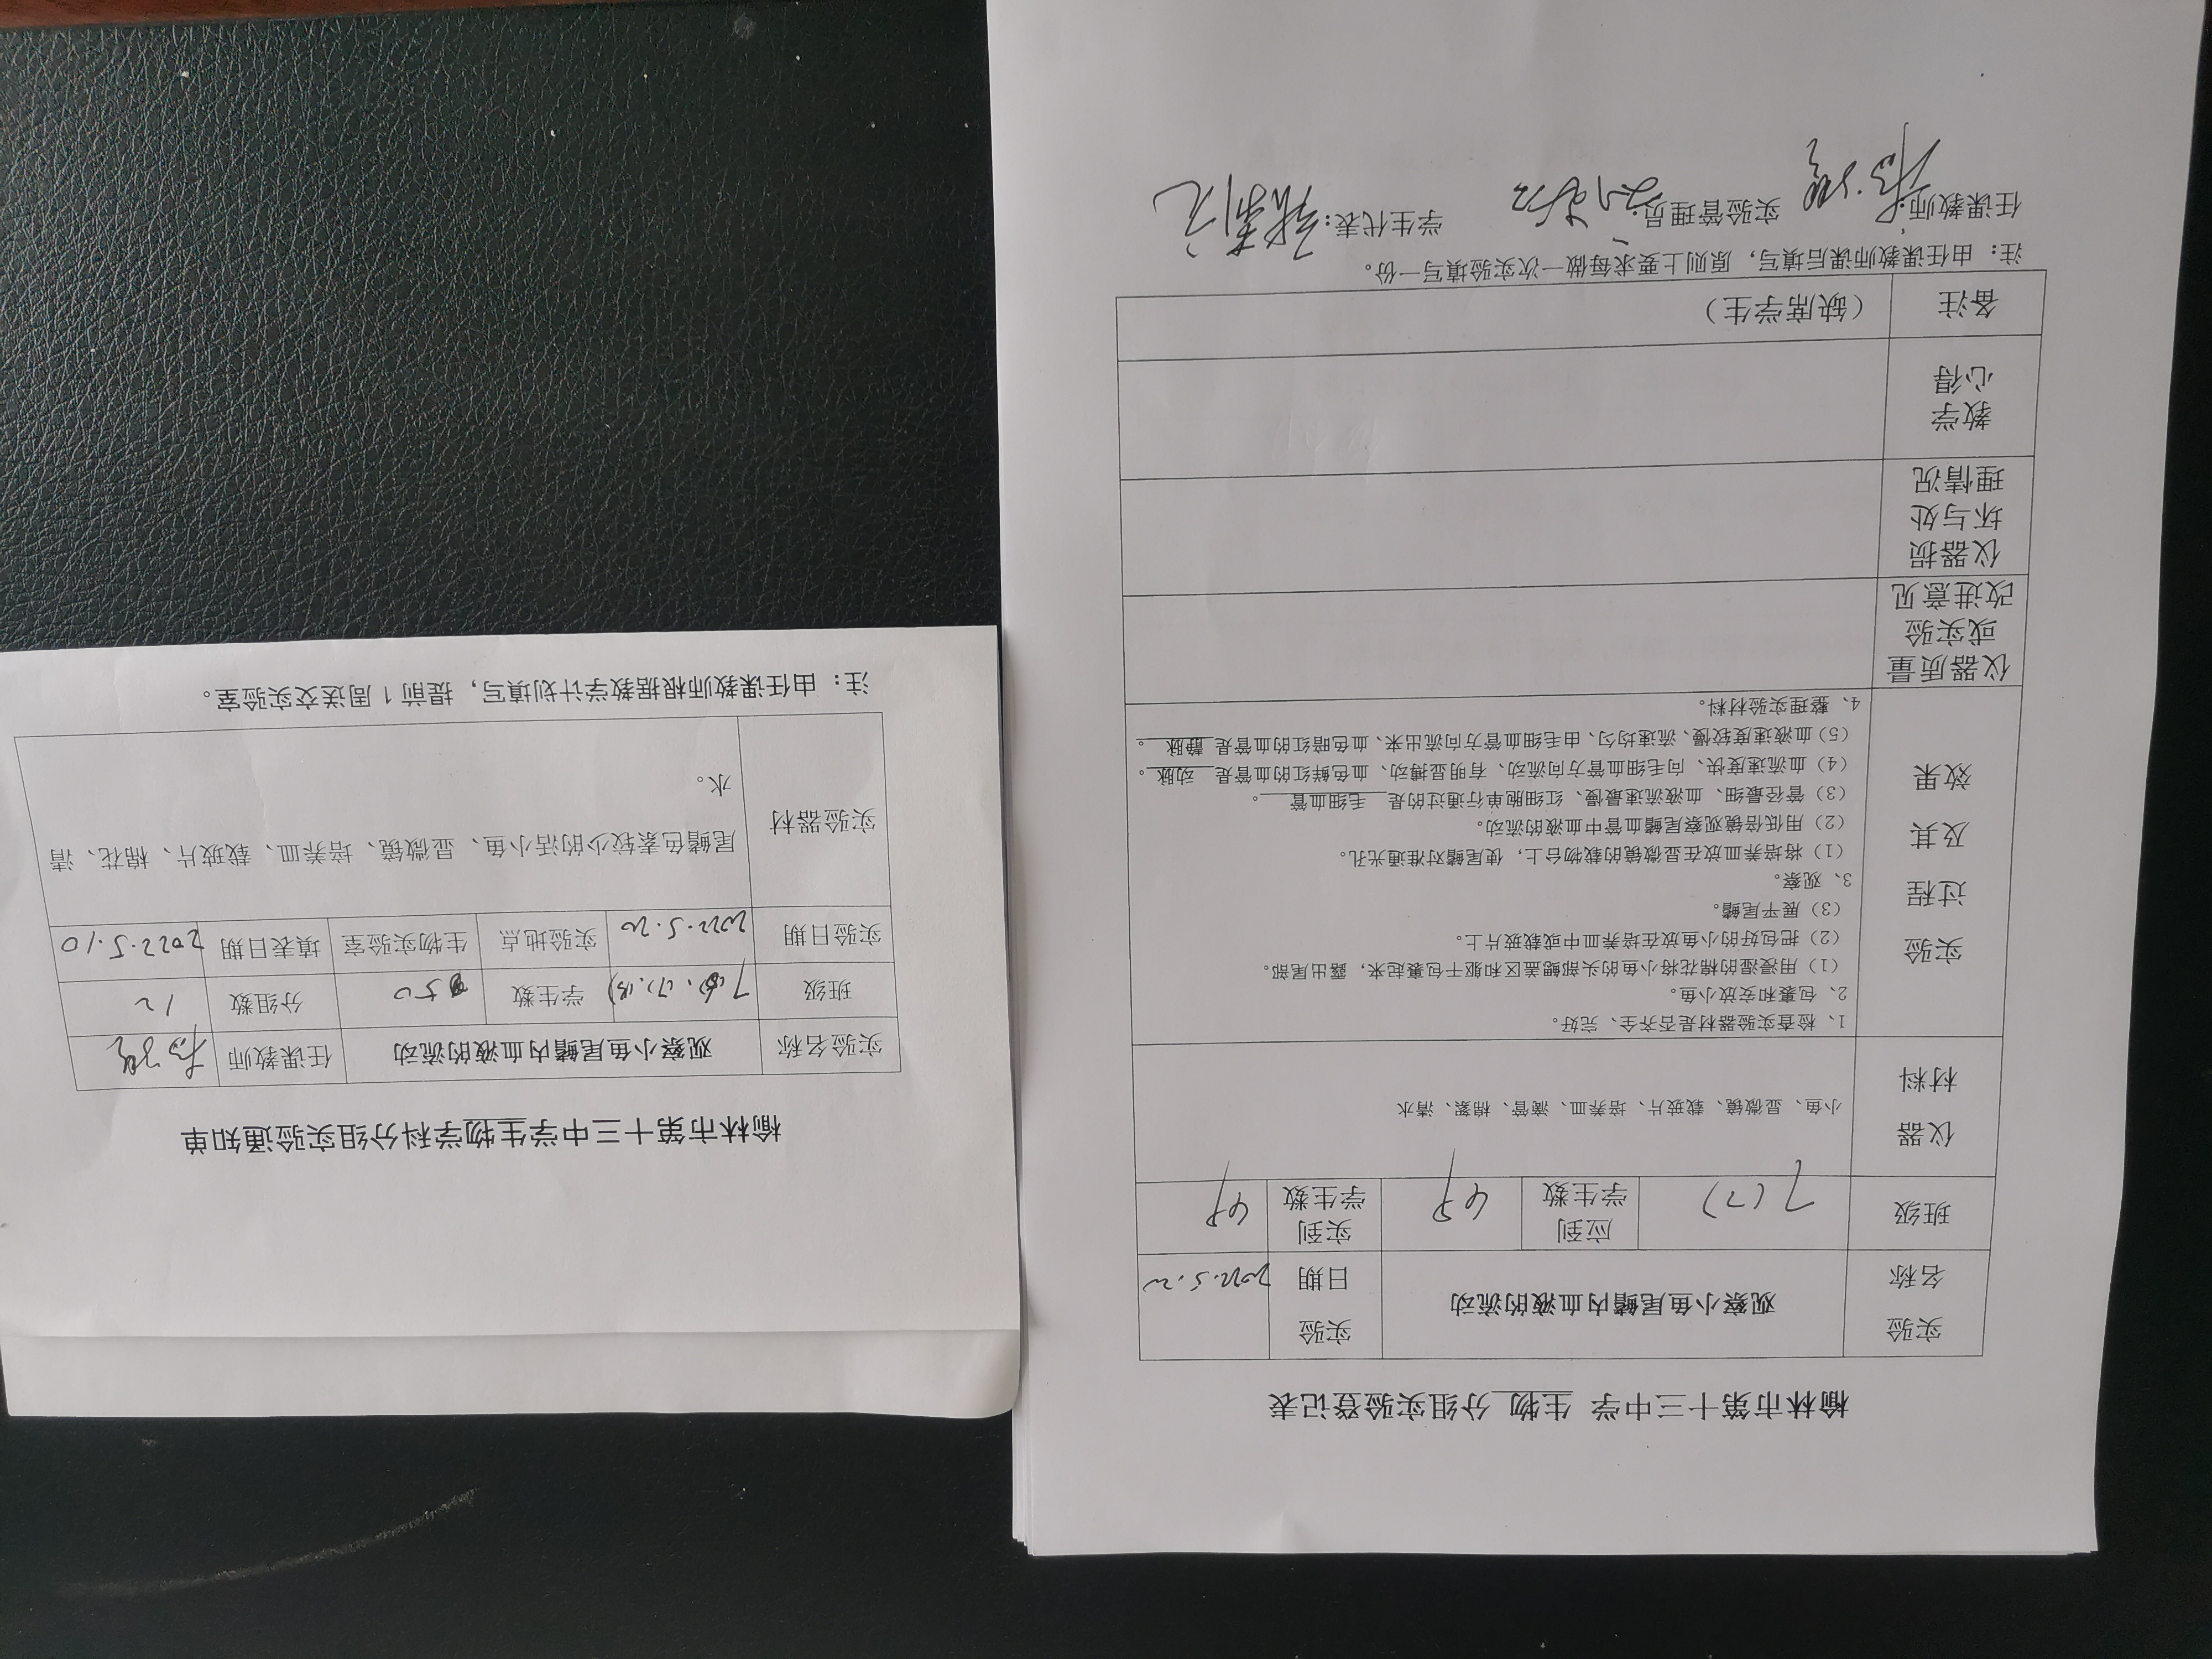 榆林市第十三中学 生物 分组实验登记表
实验名称 观察小鱼尾鳍内血液的流动 实验日期 2022.5.20
班级 7(7) 应到学生数 49 实到学生数 49
仪器材料 小鱼、显微镜、载玻片、培养皿、滴管、棉絮、清水
实验过程及其效果
1、检查实验器材是否齐全、完好。
2、包裹和安放小鱼。
(1)用浸湿的棉花将小鱼的头部鳃盖区和躯干包裹起来，露出尾部。
(2)把包好的小鱼放在培养皿中或载玻片上。
(3)展平尾鳍。
3、观察。
(1)将培养皿放在显微镜的载物台上，使尾鳍对准通光孔。
(2)用低倍镜观察尾鳍血管中血液的流动。
(3)管径最细、血液流速最慢、红细胞单行通过的是 毛细血管 。
(4)血流速度快、向毛细血管方向流动、有明显搏动、血色鲜红的血管是 动脉 。
(5)血液速度较慢、流速均匀、由毛细血管方向流出来、血色暗红的血管是 静脉 。
4、整理实验材料。
仪器质量或实验改进意见
仪器损坏与处理情况
教学心得
备注 (缺席学生)
注：由任课教师课后填写，原则上要求每做一次实验填写一份。
任课教师： 实验管理员： 学生代表：
榆林市第十三中学生物学科分组实验通知单
实验名称 观察小鱼尾鳍内血液的流动 任课教师
班级 学生数 50 分组数 12
实验日期 2022.5.20 实验地点 生物实验室 填表日期 2022.5.10
实验器材 尾鳍色素较少的活小鱼、显微镜、培养皿、载玻片、棉花、清
水。
注：由任课教师根据教学计划填写，提前1周送交实验室。